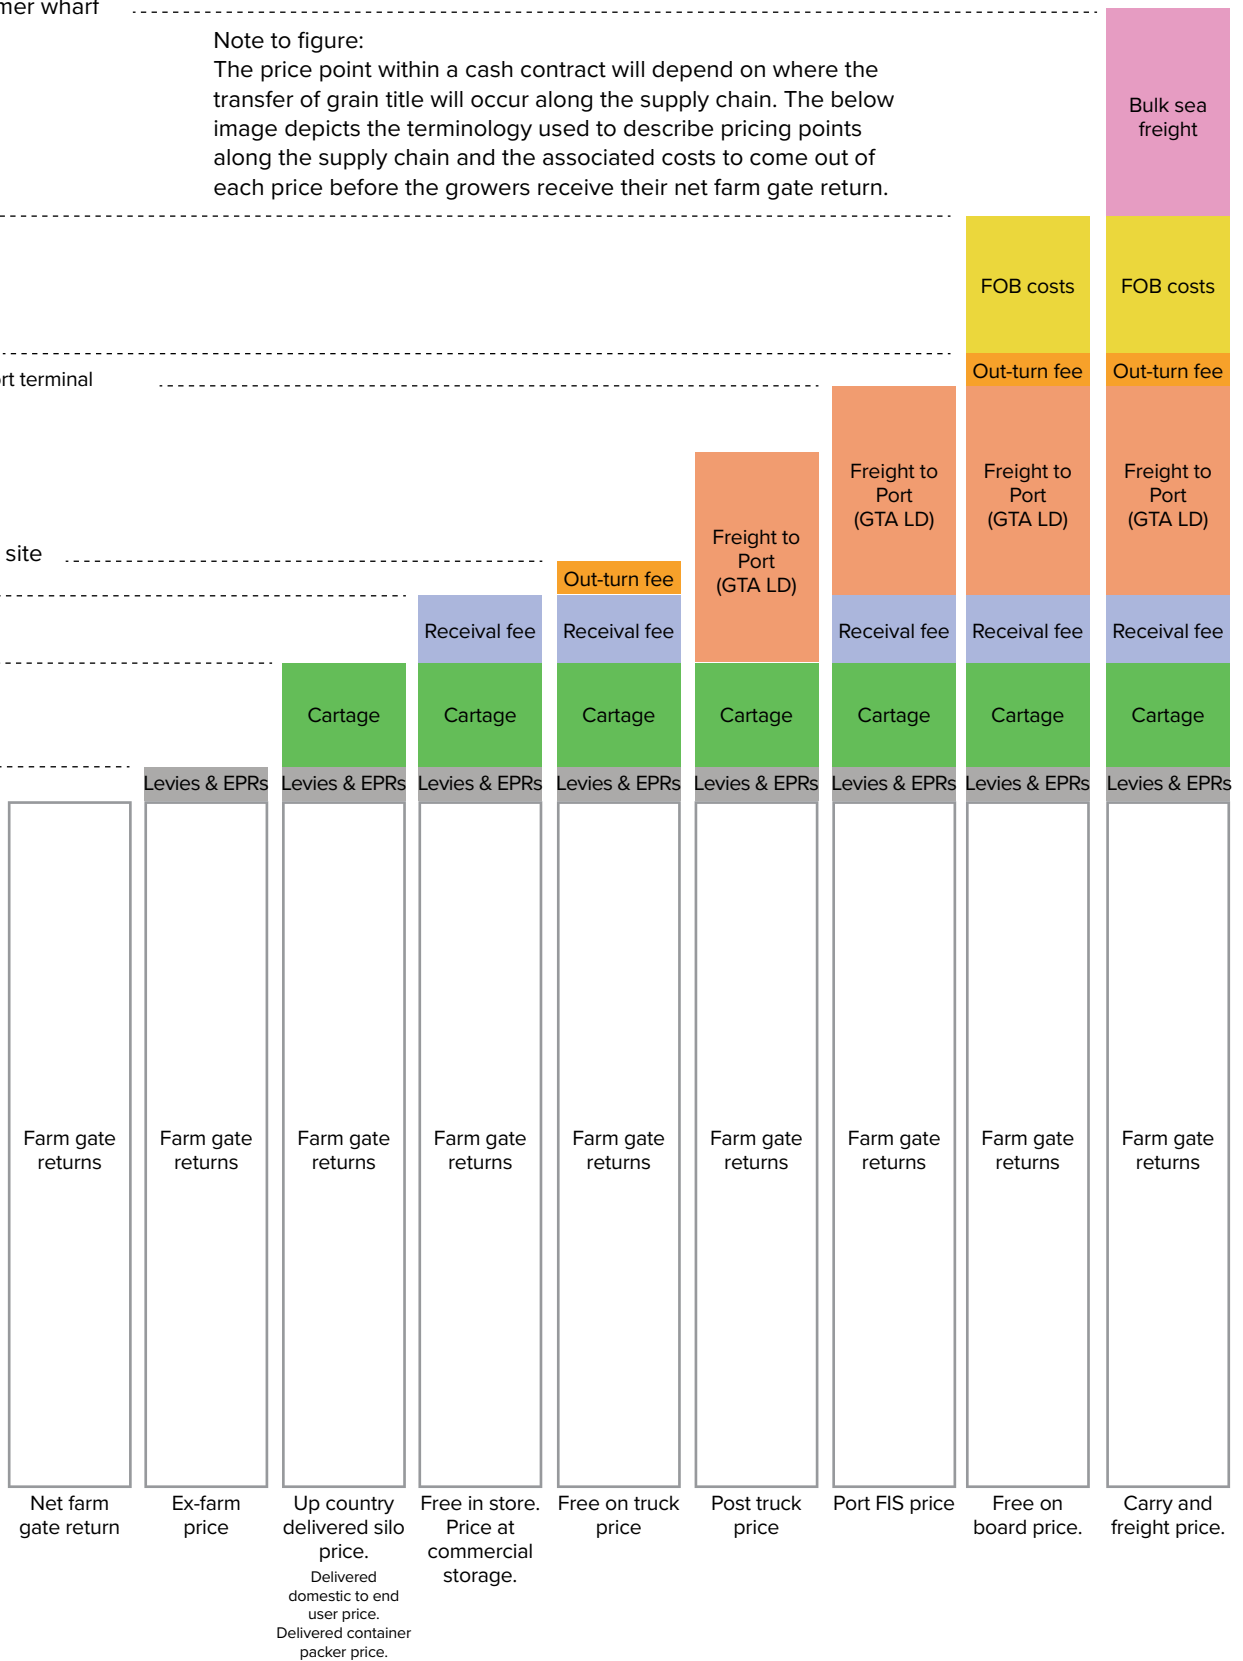 wharf
Note to figure:
The price point within a cash contract will depend on where the
transfer of grain title will occur along the supply chain. The below
image depicts the terminology used to describe pricing points
along the supply chain and the associated costs to come out of
each price before the growers receive their net farm gate return.
Bulk sea
freight
FOB costs
FOB costs
terminal
Out-turn fee
Out-turn fee
Freight to
Port
(GTA LD)
Freight to
Port
(GTA LD)
Freight to
Port
(GTA LD)
Freight to
Port
(GTA LD)
site
Out-turn fee
Receival fee
Receival fee
Receival fee
Receival fee
Receival fee
Cartage
Cartage
Cartage
Cartage
Cartage
Cartage
Cartage
Levies & EPRs
Levies & EPRs
Levies & EPRs
Levies & EPRs
Levies & EPRs
Levies & EPRs
Levies & EPRs
Levies & EPRs
Farm gate
returns
Farm gate
returns
Farm gate
returns
Farm gate
returns
Farm gate
returns
Farm gate
returns
Farm gate
returns
Farm gate
returns
Farm gate
returns
Net farm
gate return
Ex-farm
price
Up country
delivered silo
price.
Delivered
domestic to end
user price.
Delivered container
packer price.
Free in store.
Price at
commercial
storage.
Free on truck
price
Post truck
price
Port FIS price
Free on
board price.
Carry and
freight price.